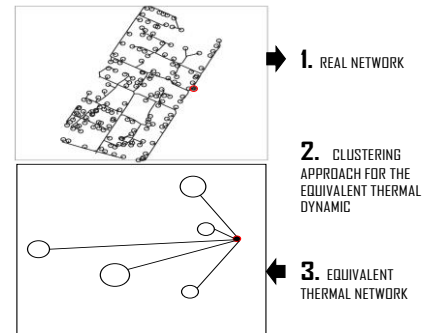 1. REAL NETWORK
2. CLUSTERING
APPROACH FOR THE
EQUIVALENT THERMAL
DYNAMIC
3. EQUIVALENT
THERMAL NETWORK